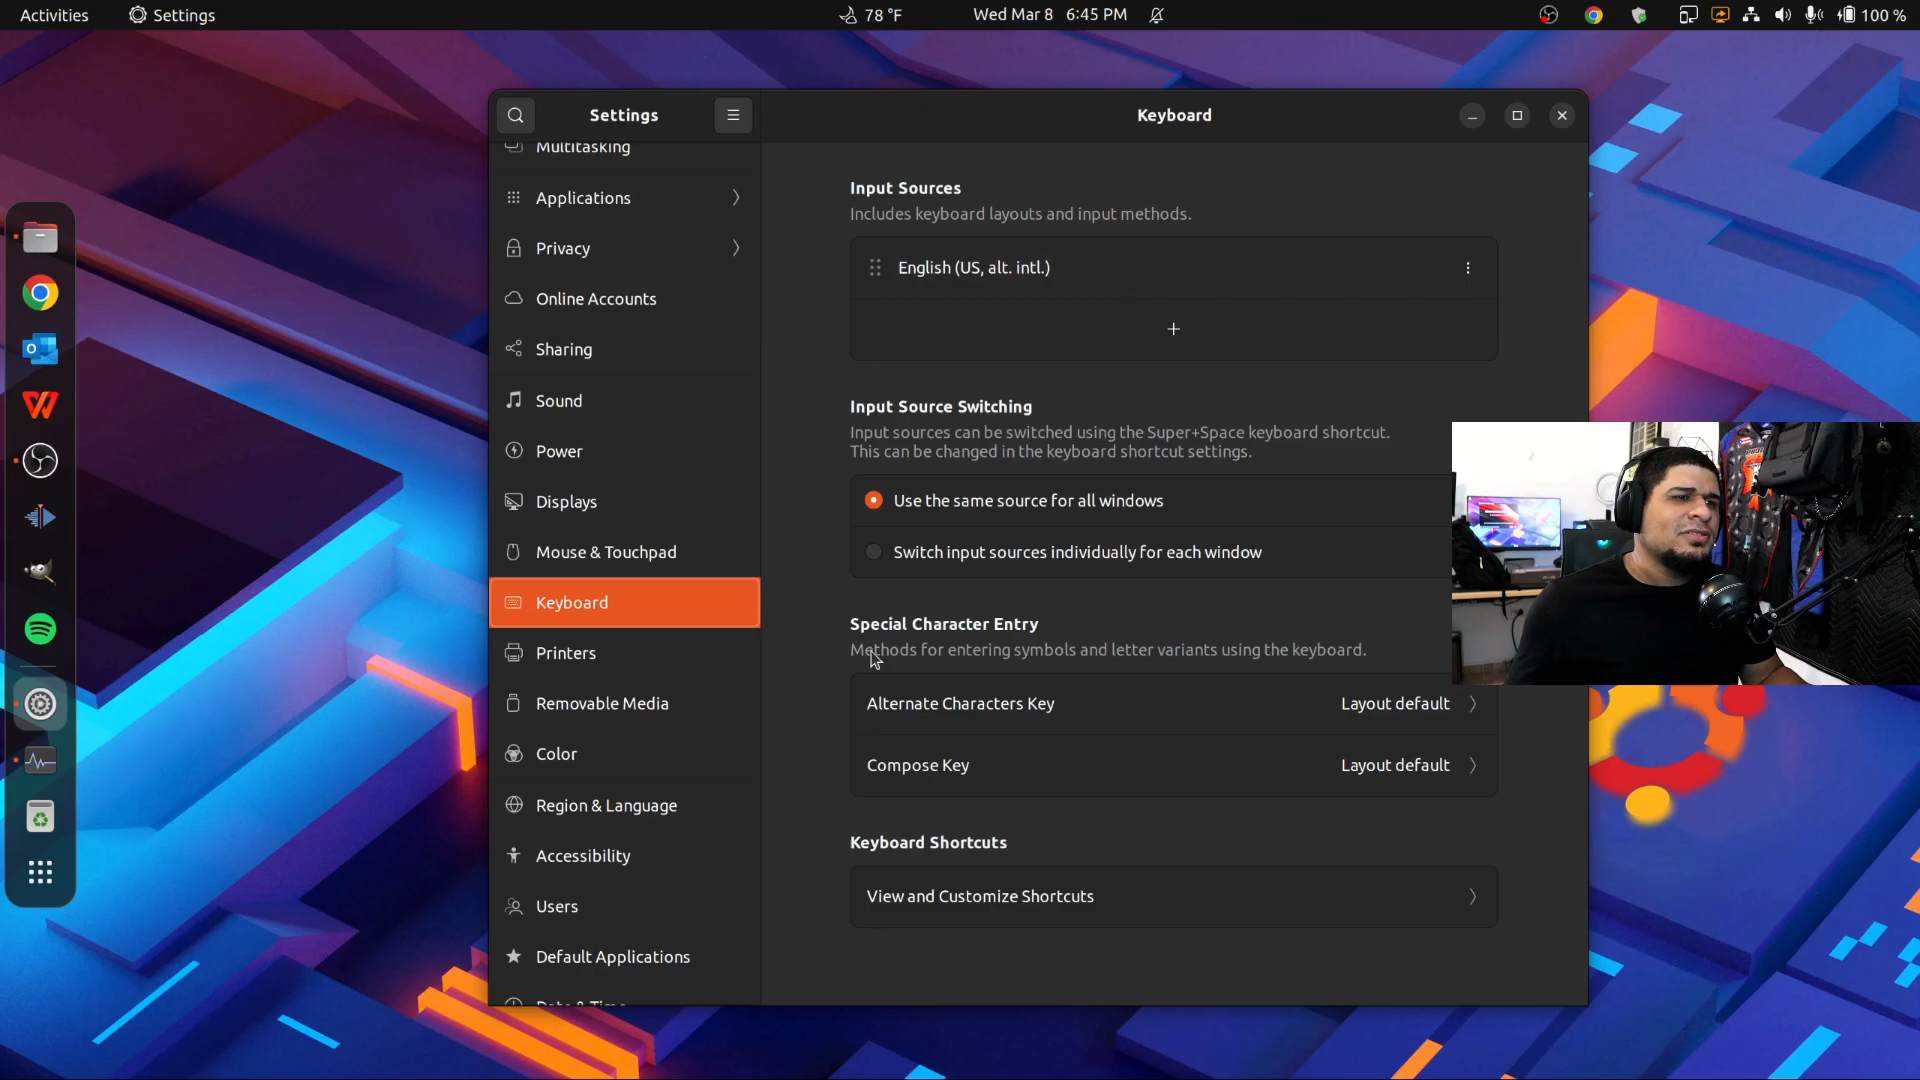 Activities
Settings
78 °F
Wed Mar 8 6:45 PM
100 %
Settings
Keyboard
Multitasking
Applications
Privacy
Online Accounts
Sharing
Sound
Power
Displays
Mouse & Touchpad
Keyboard
Printers
Removable Media
Color
Region & Language
Accessibility
Users
Default Applications
Date & Time
Input Sources
Includes keyboard layouts and input methods.
English (US, alt. intl.)
Input Source Switching
Input sources can be switched using the Super+Space keyboard shortcut.
This can be changed in the keyboard shortcut settings.
Use the same source for all windows
Switch input sources individually for each window
Special Character Entry
Methods for entering symbols and letter variants using the keyboard.
Alternate Characters Key
Layout default
Compose Key
Layout default
Keyboard Shortcuts
View and Customize Shortcuts